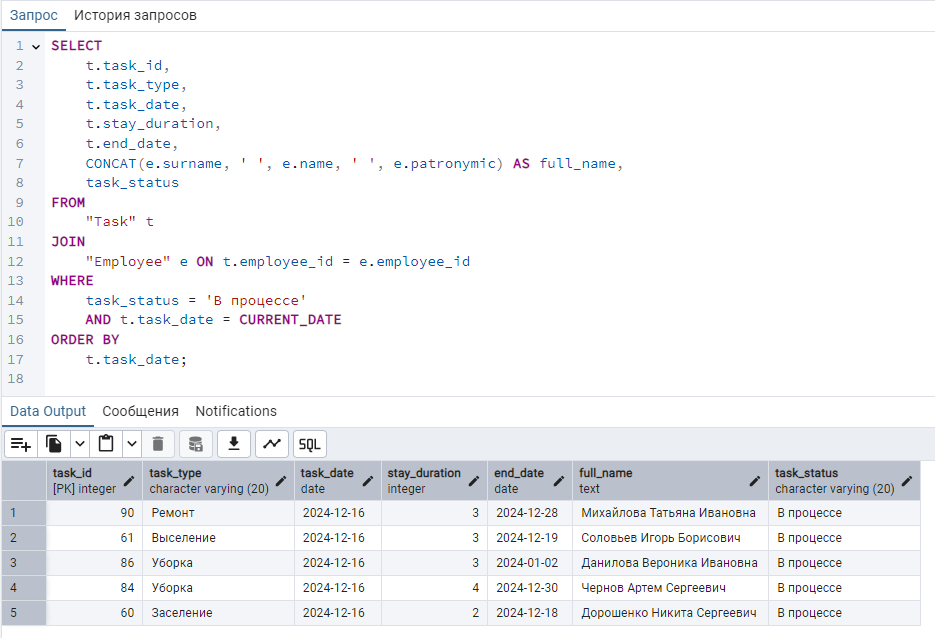 Запрос История запросов
1 SELECT
2 t.task_id,
3 t.task_type,
4 t.task_date,
5 t.stay_duration,
6 t.end_date,
7 CONCAT(e.surname, ' ', e.name, ' ', e.patronymic) AS full_name,
8 task_status
9 FROM
10 "Task" t
11 JOIN
12 "Employee" e ON t.employee_id = e.employee_id
13 WHERE
14 task_status = 'В процессе'
15 AND t.task_date = CURRENT_DATE
16 ORDER BY
17 t.task_date;
18
Data Output Сообщения Notifications
SQL
task_id task_type task_date stay_duration end_date full_name task_status
[PK] integer character varying (20) date integer date text character varying (20)
1 90 Ремонт 2024-12-16 3 2024-12-28 Михайлова Татьяна Ивановна В процессе
2 61 Выселение 2024-12-16 3 2024-12-19 Соловьев Игорь Борисович В процессе
3 86 Уборка 2024-12-16 3 2024-01-02 Данилова Вероника Ивановна В процессе
4 84 Уборка 2024-12-16 4 2024-12-30 Чернов Артем Сергеевич В процессе
5 60 Заселение 2024-12-16 2 2024-12-18 Дорошенко Никита Сергеевич В процессе